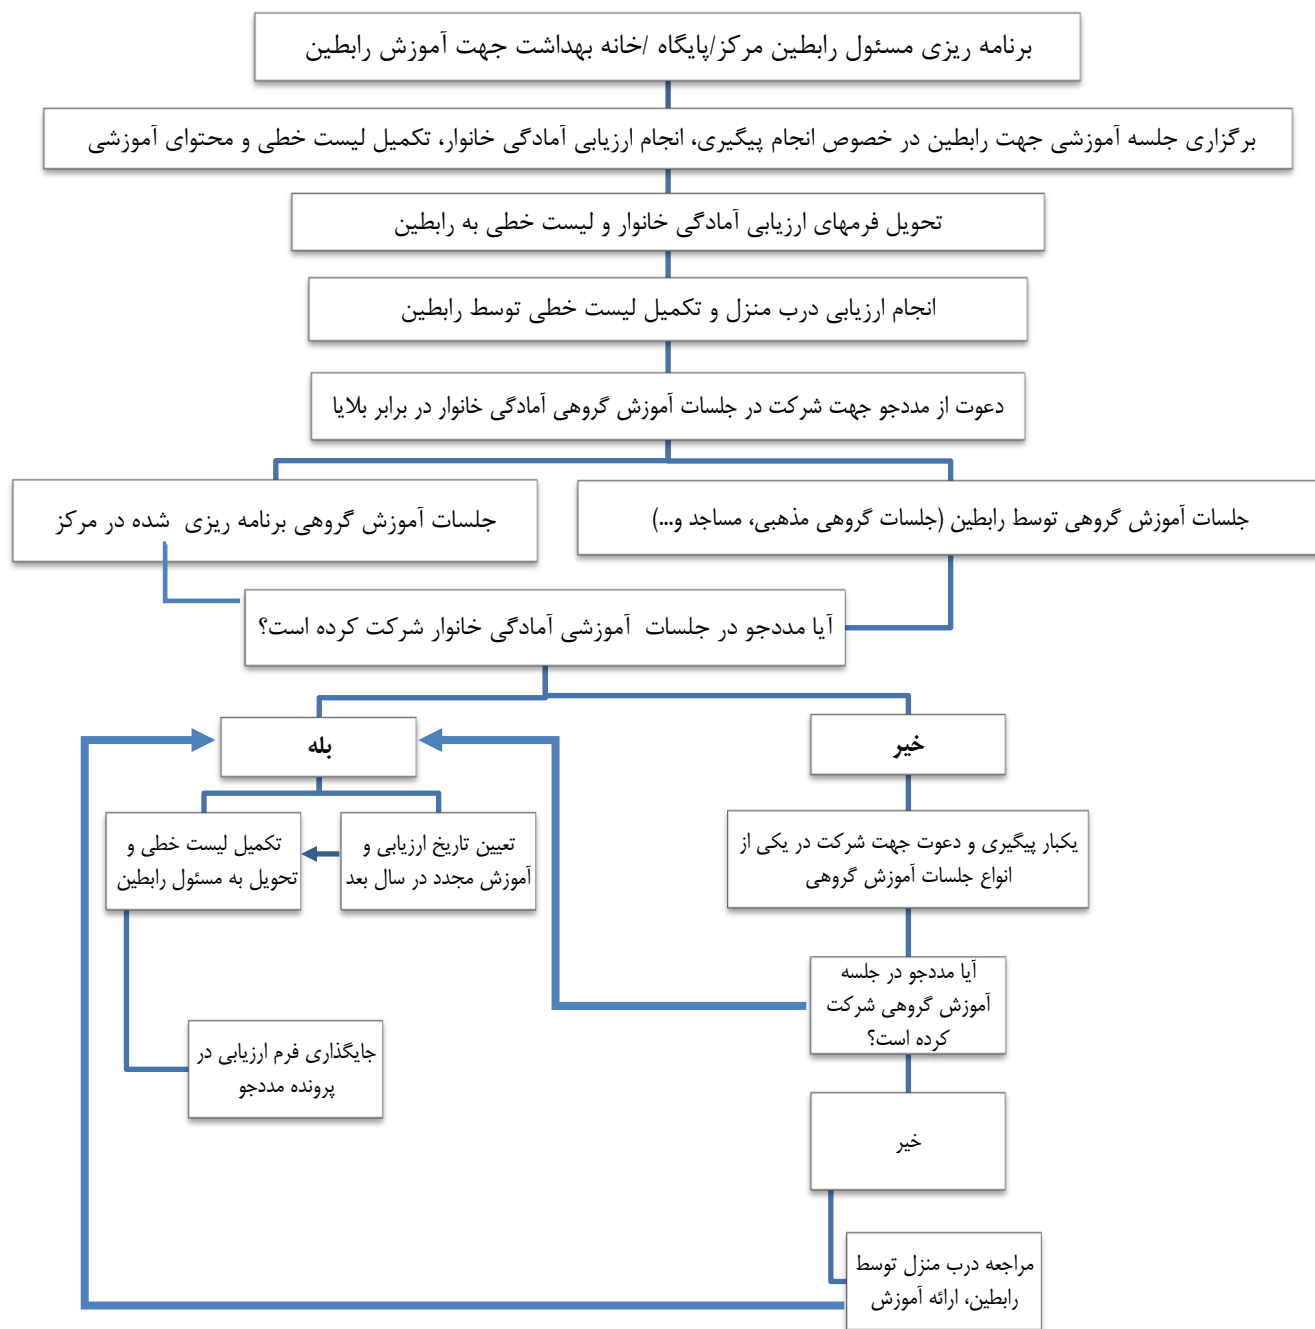 برنامه ریزی مسئول رابطین مرکز/پایگاه /خانه بهداشت جهت آموزش رابطین
برگزاری جلسه آموزشی جهت رابطین در خصوص انجام پیگیری، انجام ارزیابی آمادگی خانوار، تکمیل لیست خطی و محتوای آموزشی
تحویل فرمهای ارزیابی آمادگی خانوار و لیست خطی به رابطین
انجام ارزیابی درب منزل و تکمیل لیست خطی توسط رابطین
دعوت از مددجو جهت شرکت در جلسات آموزش گروهی آمادگی خانوار در برابر بلایا
جلسات آموزش گروهی توسط رابطین (جلسات گروهی مذهبی، مساجد و...)
جلسات آموزش گروهی برنامه ریزی شده در مرکز
آیا مددجو در جلسات آموزشی آمادگی خانوار شرکت کرده است؟
خیر
بله
یکبار پیگیری و دعوت جهت شرکت در یکی از
انواع جلسات آموزش گروهی
تعیین تاریخ ارزیابی و
آموزش مجدد در سال بعد
تکمیل لیست خطی و
تحویل به مسئول رابطین
آیا مددجو در جلسه
آموزش گروهی شرکت
کرده است؟
جایگذاری فرم ارزیابی در
پرونده مددجو
خیر
مراجعه درب منزل توسط
رابطین، ارائه آموزش